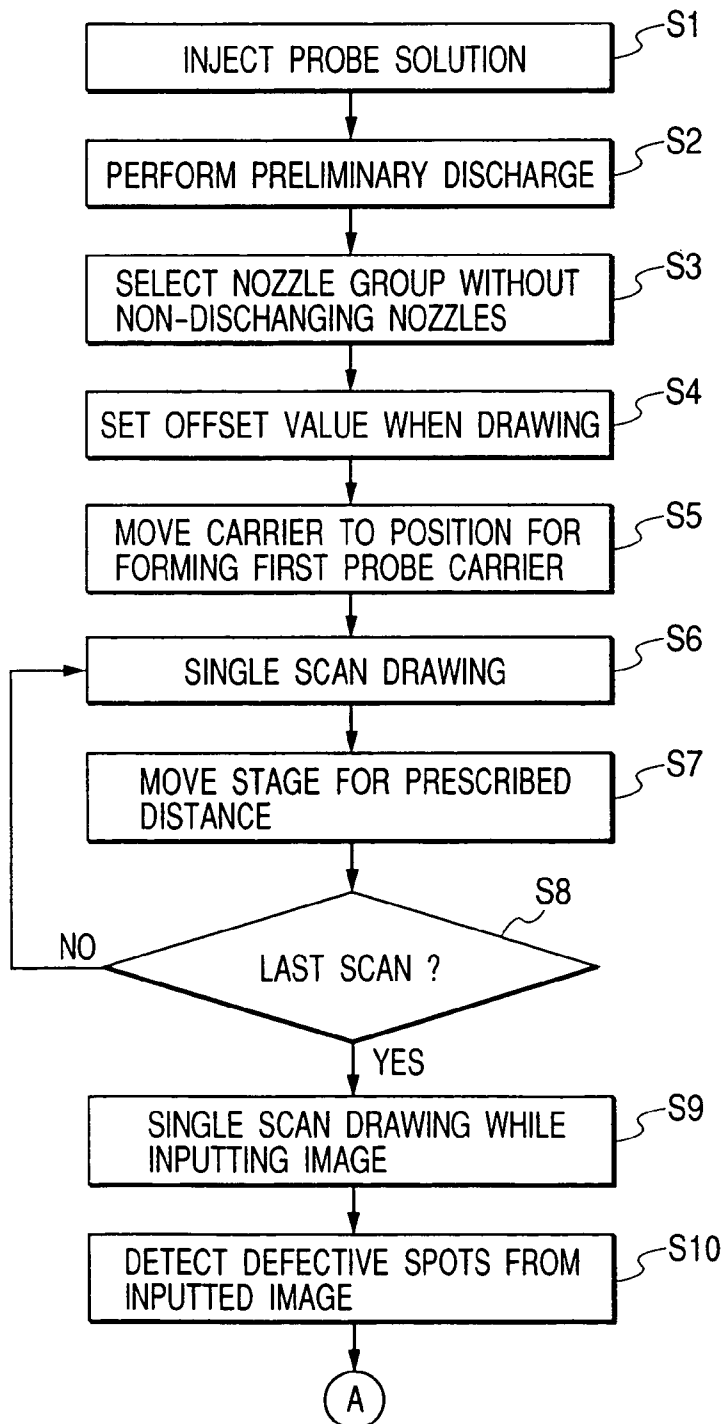 S1
INJECT PROBE SOLUTION
S2
PERFORM PRELIMINARY DISCHARGE
S3
SELECT NOZZLE GROUP WITHOUT
NON-DISCHANGING NOZZLES
S4
SET OFFSET VALUE WHEN DRAWING
S5
MOVE CARRIER TO POSITION FOR
FORMING FIRST PROBE CARRIER
S6
SINGLE SCAN DRAWING
S7
MOVE STAGE FOR PRESCRIBED
DISTANCE
S8
NO
LAST SCAN ?
YES
S9
SINGLE SCAN DRAWING WHILE
INPUTTING IMAGE
S10
DETECT DEFECTIVE SPOTS FROM
INPUTTED IMAGE
A